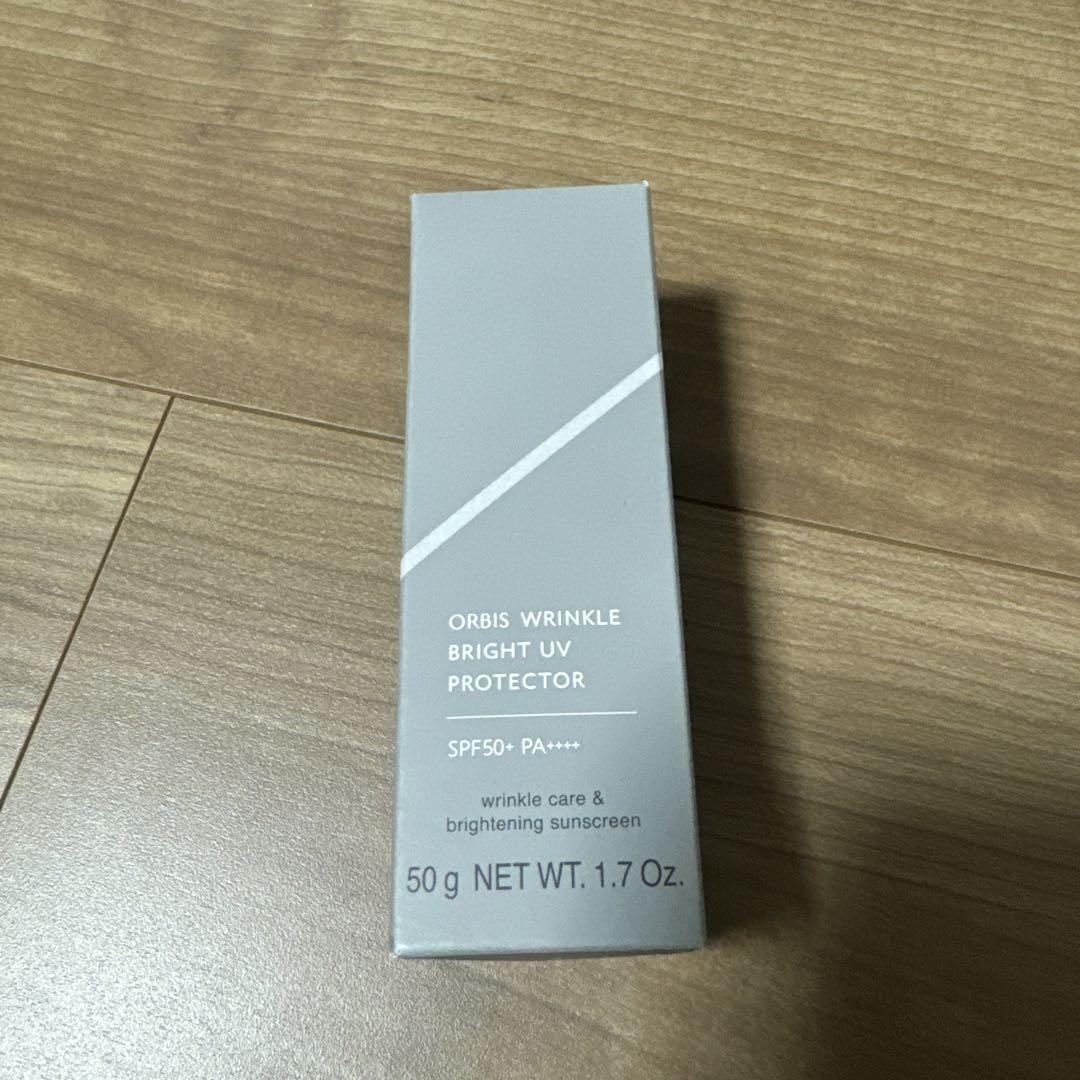 ORBIS WRINKLE
BRIGHT UV
PROTECTOR
SPF50+ PA++++
wrinkle care &
brightening sunscreen
50 g NET WT. 1.7 Oz.